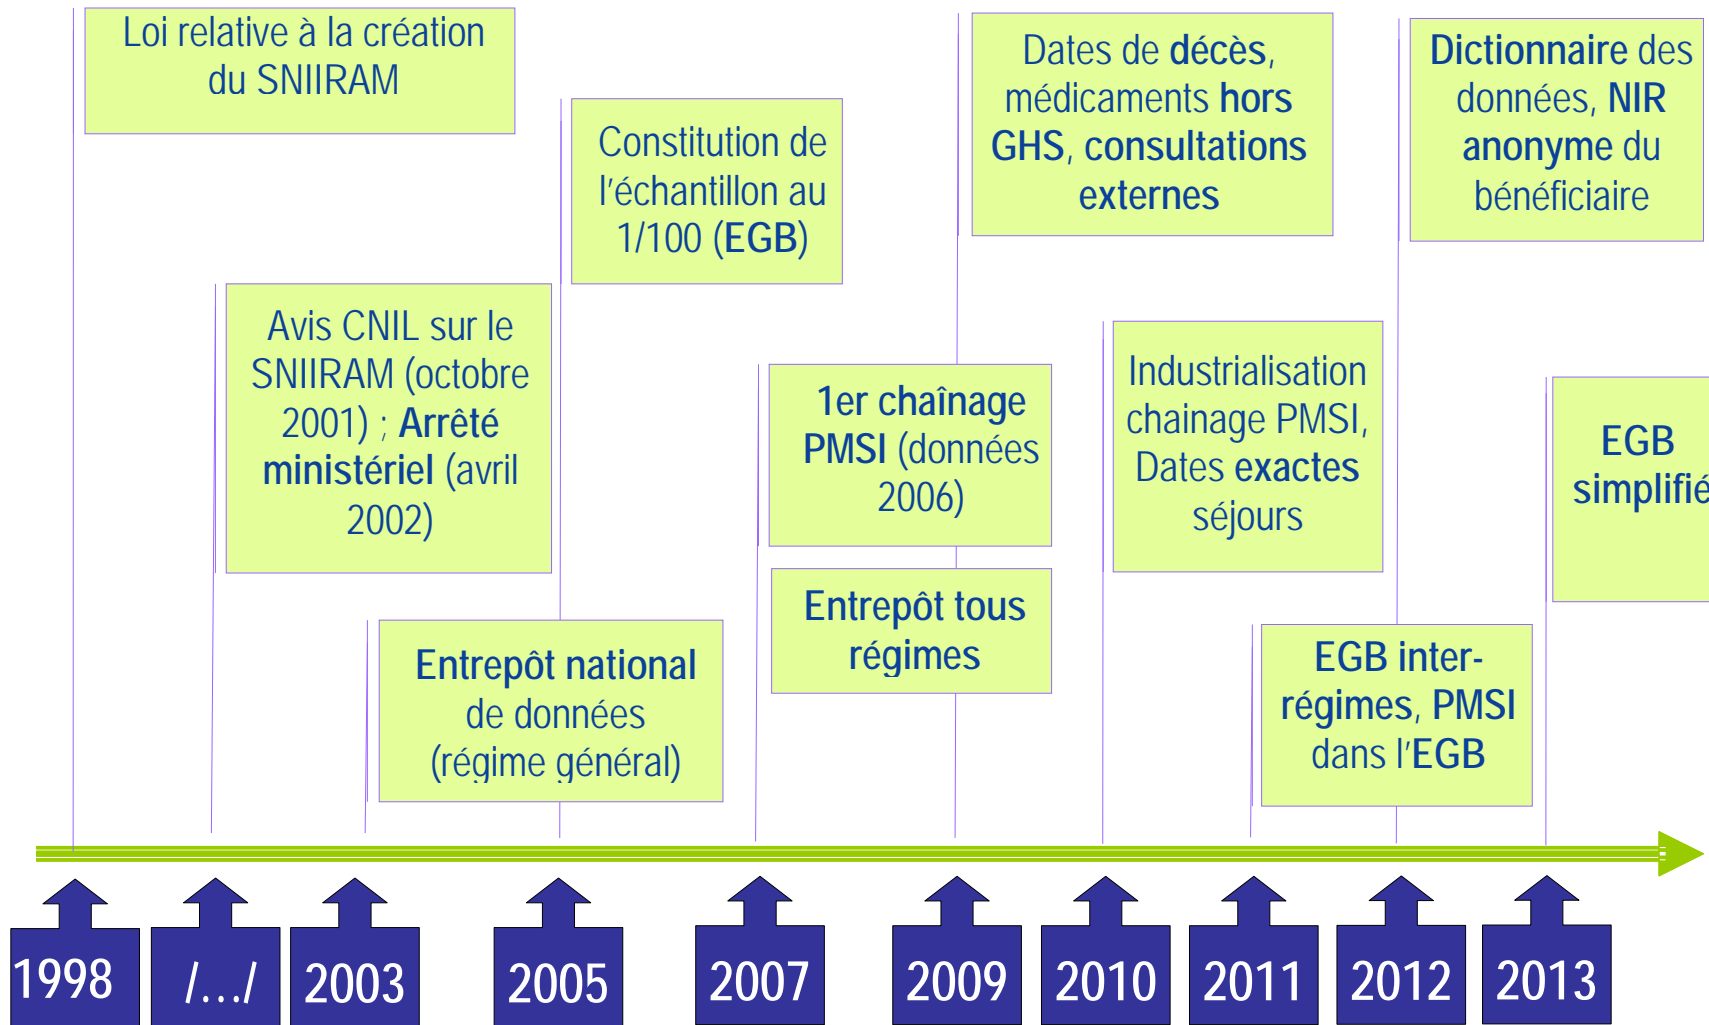 Loi relative à la création
du SNIIRAM
Avis CNIL sur le
SNIIRAM (octobre
2001) ; Arrêté
ministériel (avril
2002)
Entrepôt national
de données
(régime général)
Constitution de
l'échantillon au
1/100 (EGB)
1er chaînage
PMSI (données
2006)
Entrepôt tous
régimes
Dates de décès,
médicaments hors
GHS, consultations
externes
Industrialisation
chainage PMSI,
Dates exactes
séjours
EGB inter-
régimes, PMSI
dans l'EGB
Dictionnaire des
données, NIR
anonyme du
bénéficiaire
EGB
simplifié
1998
/.../
2003
2005
2007
2009
2010
2011
2012
2013